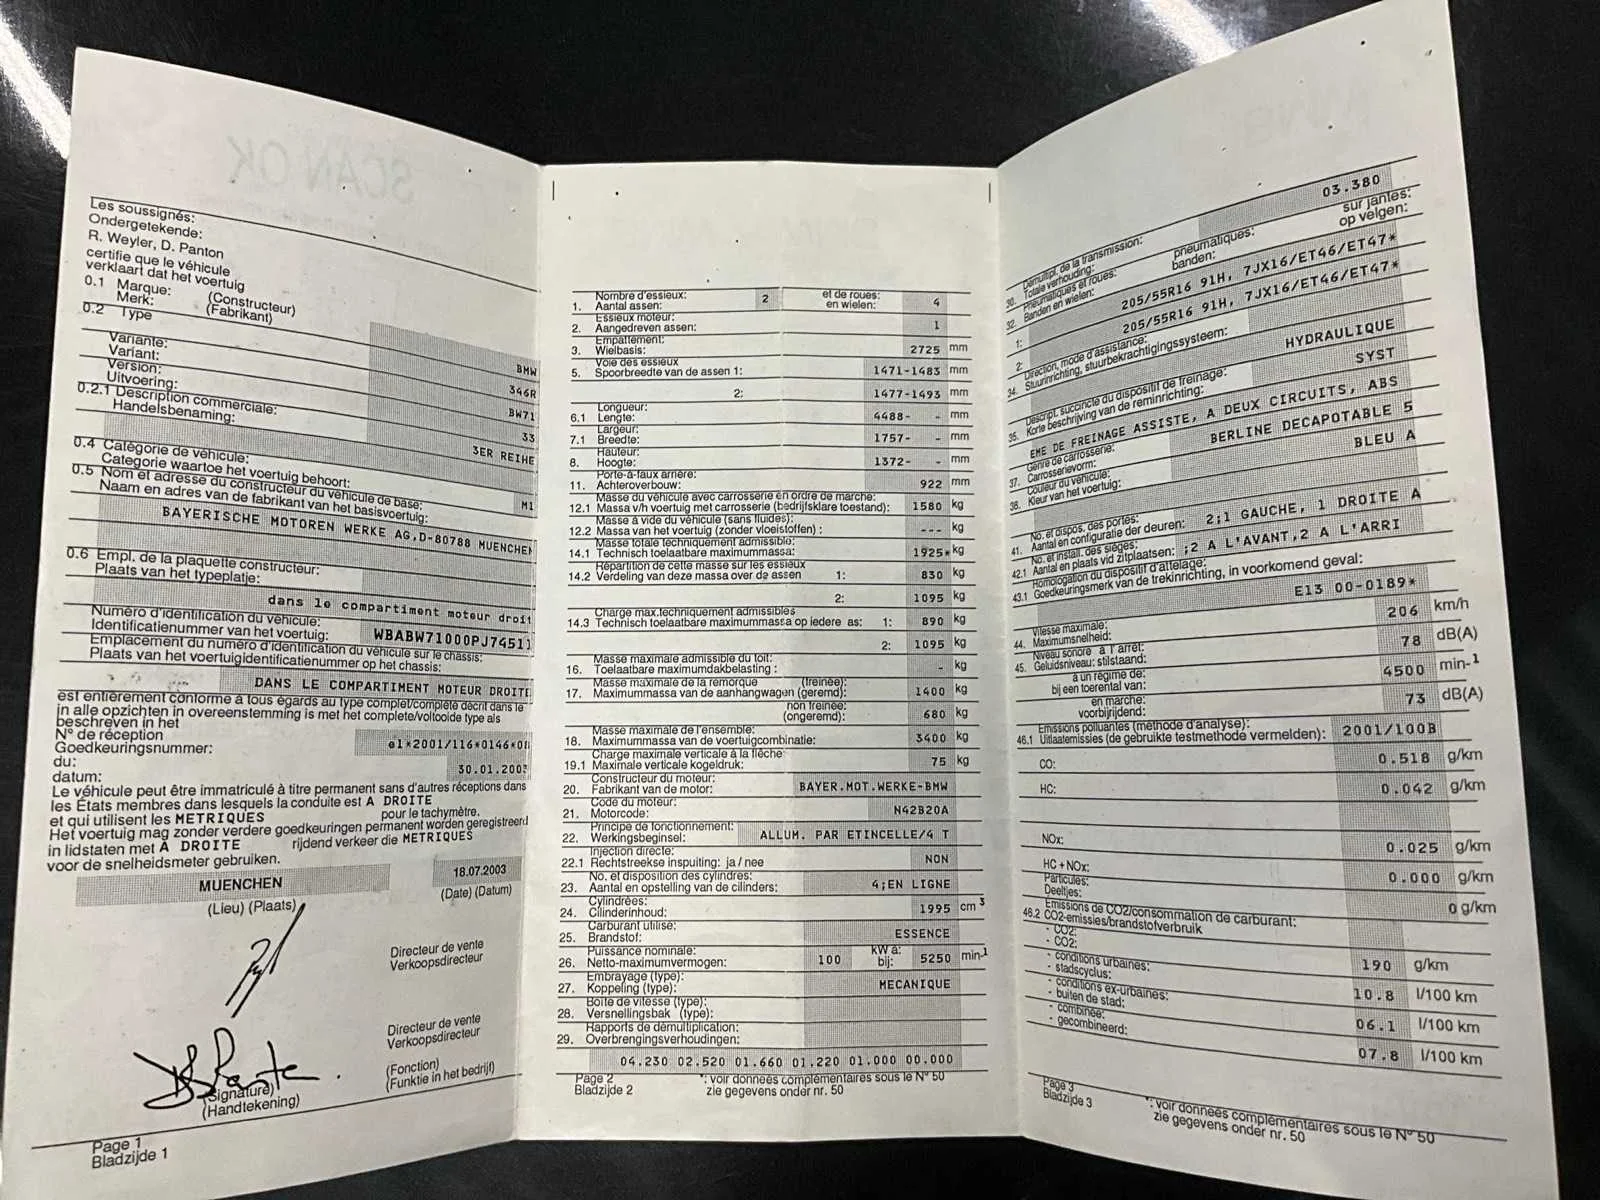 SCAN OK
Les soussignés:
Ondergetekende:
R. Weyler, D. Panton
certifie que le véhicule
verklaart dat het voertuig
0.1 Marque: (Constructeur)
Merk: (Fabrikant)
BMW
0.2 Type
346R
Variante:
Variant:
BW71
Version:
Uitvoering:
33
0.2.1 Description commerciale:
Handelsbenaming:
3ER REIHE
0.4 Catégorie de véhicule:
Categorie waartoe het voertuig behoort:
M1
0.5 Nom et adresse du constructeur du véhicule de base:
Naam en adres van de fabrikant van het basisvoertuig:
BAYERISCHE MOTOREN WERKE AG,D-80788 MUENCHEN
0.6 Empl. de la plaquette constructeur:
Plaats van het typeplatje:
dans le compartiment moteur droit
Numéro d'identification du véhicule:
Identificatienummer van het voertuig: WBABW71000PJ74511
Emplacement du numéro d'identification du véhicule sur le chassis:
Plaats van het voertuigidentificatienummer op het chassis:
DANS LE COMPARTIMENT MOTEUR DROITE
est entièrement conforme à tous égards au type complet/complété décrit dans le
in alle opzichten in overeenstemming is met het complete/voltooide type als
beschreven in het
N° de réception
Goedkeuringsnummer: e1*2001/116*0146*0
du: 30.01.2003
datum:
Le véhicule peut être immatriculé à titre permanent sans d'autres réceptions dans
les États membres dans lesquels la conduite est A DROITE
et qui utilisent les METRIQUES pour le tachymètre.
Het voertuig mag zonder verdere goedkeuringen permanent worden geregistreerd
in lidstaten met A DROITE rijdend verkeer die METRIQUES
voor de snelheidsmeter gebruiken.
MUENCHEN 18.07.2003
(Lieu) (Plaats) (Date) (Datum)
Directeur de vente
Verkoopsdirecteur
Directeur de vente
Verkoopsdirecteur
(Signature) (Fonction)
(Handtekening) (Funktie in het bedrijf)
Page 1
Bladzijde 1
1. Nombre d'essieux: 2 et de roues: 4
Aantal assen: en wielen:
2. Essieux moteur: 1
Aangedreven assen:
3. Empattement: 2725 mm
Wielbasis:
5. Voie des essieux
Spoorbreedte van de assen 1: 1471-1483 mm
2: 1477-1493 mm
6.1 Longueur: 4488- - mm
Lengte:
7.1 Largeur: 1757- - mm
Breedte:
8. Hauteur: 1372- - mm
Hoogte:
11. Porte-à-faux arrière: 922 mm
Achteroverbouw:
12.1 Masse du véhicule avec carrosserie en ordre de marche:
Massa v/h voertuig met carrosserie (bedrijfsklare toestand): 1580 kg
12.2 Masse à vide du véhicule (sans fluides):
Massa van het voertuig (zonder vloeistoffen) : --- kg
14.1 Masse totale techniquement admissible:
Technisch toelaatbare maximummassa: 1925* kg
14.2 Répartition de cette masse sur les essieux
Verdeling van deze massa over de assen 1: 830 kg
2: 1095 kg
14.3 Charge max.techniquement admissibles
Technisch toelaatbare maximummassa op iedere as: 1: 890 kg
2: 1095 kg
16. Masse maximale admissible du toit:
Toelaatbare maximumdakbelasting : - kg
17. Masse maximale de la remorque (freinée):
Maximummassa van de aanhangwagen (geremd): 1400 kg
non freinée:
(ongeremd): 680 kg
18. Masse maximale de l'ensemble:
Maximummassa van de voertuigcombinatie: 3400 kg
19.1 Charge maximale verticale à la flèche:
Maximale verticale kogeldruk: 75 kg
20. Constructeur du moteur:
Fabrikant van de motor: BAYER.MOT.WERKE-BMW
21. Code du moteur:
Motorcode: N42B20A
22. Principe de fonctionnement:
Werkingsbeginsel: ALLUM. PAR ETINCELLE/4 T
22.1 Injection directe:
Rechtstreekse inspuiting: ja / nee NON
23. No. et disposition des cylindres:
Aantal en opstelling van de cilinders: 4;EN LIGNE
24. Cylindrées:
Cilinderinhoud: 1995 cm³
25. Carburant utilisé:
Brandstof: ESSENCE
26. Puissance nominale: kW à:
Netto-maximumvermogen: 100 bij: 5250 min-1
27. Embrayage (type):
Koppeling (type): MECANIQUE
28. Boîte de vitesse (type):
Versnellingsbak (type):
29. Rapports de démultiplication:
Overbrengingsverhoudingen:
04.230 02.520 01.660 01.220 01.000 00.000
Page 2 *: voir données complémentaires sous le N° 50
Bladzijde 2 zie gegevens onder nr. 50
30. Démultipl. de la transmission: 03.380
Totale verhouding:
32. Pneumatiques et roues: pneumatiques: sur jantes:
Banden en wielen: banden: op velgen:
1: 205/55R16 91H, 7JX16/ET46/ET47*
2: 205/55R16 91H, 7JX16/ET46/ET47*
34. Direction, mode d'assistance:
Stuurinrichting, stuurbekrachtigingssysteem: HYDRAULIQUE
35. Descript. succincte du dispositif de freinage: SYST
Korte beschrijving van de reminrichting:
EME DE FREINAGE ASSISTE, A DEUX CIRCUITS, ABS
37. Genre de carrosserie:
Carrosserievorm: BERLINE DECAPOTABLE 5
38. Couleur du véhicule:
Kleur van het voertuig: BLEU A
41. No. et dispos. des portes:
Aantal en configuratie der deuren: 2;1 GAUCHE, 1 DROITE A
42.1 No. et install. des sièges:
Aantal en plaats vid zitplaatsen: ;2 A L'AVANT,2 A L'ARRI
43.1 Homologation du dispositif d'attelage:
Goedkeuringsmerk van de trekinrichting, in voorkomend geval:
E13 00-0189*
44. Vitesse maximale:
Maximumsnelheid: 206 km/h
45. Niveau sonore à l'arrêt:
Geluidsniveau: stilstaand: 78 dB(A)
à un régime de:
bij een toerental van: 4500 min-1
en marche:
voorbijrijdend: 73 dB(A)
46.1 Emissions polluantes (méthode d'analyse):
Uitlaatemissies (de gebruikte testmethode vermelden): 2001/100B
CO: 0.518 g/km
HC: 0.042 g/km
NOx: 0.025 g/km
HC + NOx: 0.000 g/km
Particules:
Deeltjes: 0 g/km
46.2 Emissions de CO2/consommation de carburant:
CO2-emissies/brandstofverbruik
- CO2:
- CO2: 190 g/km
- conditions urbaines:
- stadscyclus: 10.8 l/100 km
- conditions ex-urbaines:
- buiten de stad: 06.1 l/100 km
- combinée:
- gecombineerd: 07.8 l/100 km
Page 3 *: voir données complémentaires sous le N° 50
Bladzijde 3 zie gegevens onder nr. 50